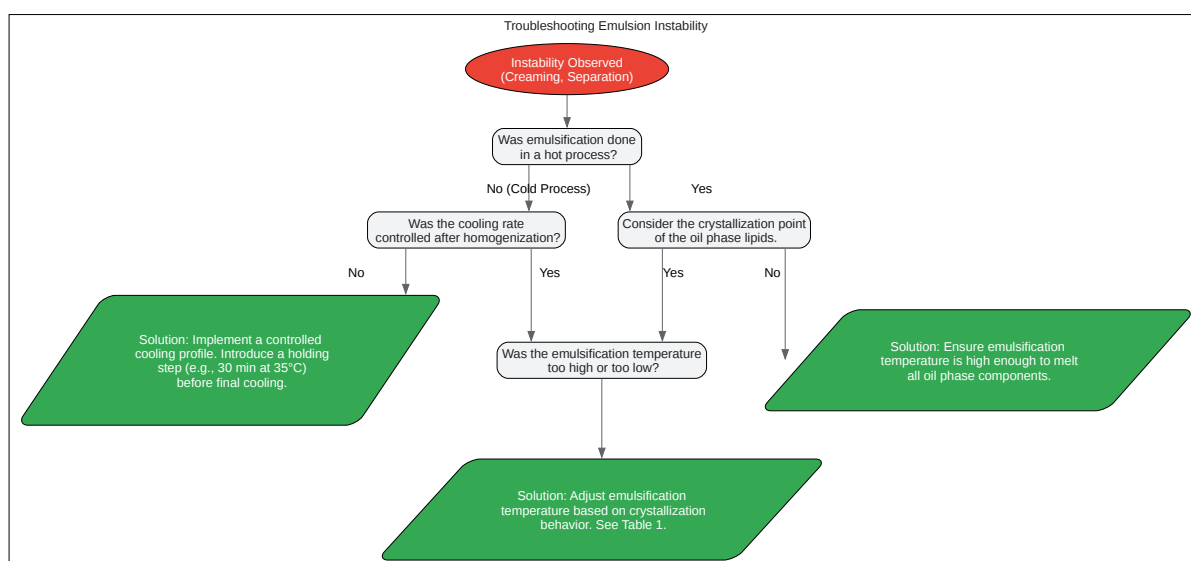 Troubleshooting Emulsion Instability
Instability Observed
(Creaming, Separation)
Was emulsification done
in a hot process?
No (Cold Process)
Yes
Was the cooling rate
controlled after homogenization?
Consider the crystallization point
of the oil phase lipids.
No
Yes
Yes
No
Solution: Implement a controlled
cooling profile. Introduce a holding
step (e.g., 30 min at 35°C)
before final cooling.
Was the emulsification temperature
too high or too low?
Solution: Ensure emulsification
temperature is high enough to melt
all oil phase components.
Solution: Adjust emulsification
temperature based on crystallization
behavior. See Table 1.